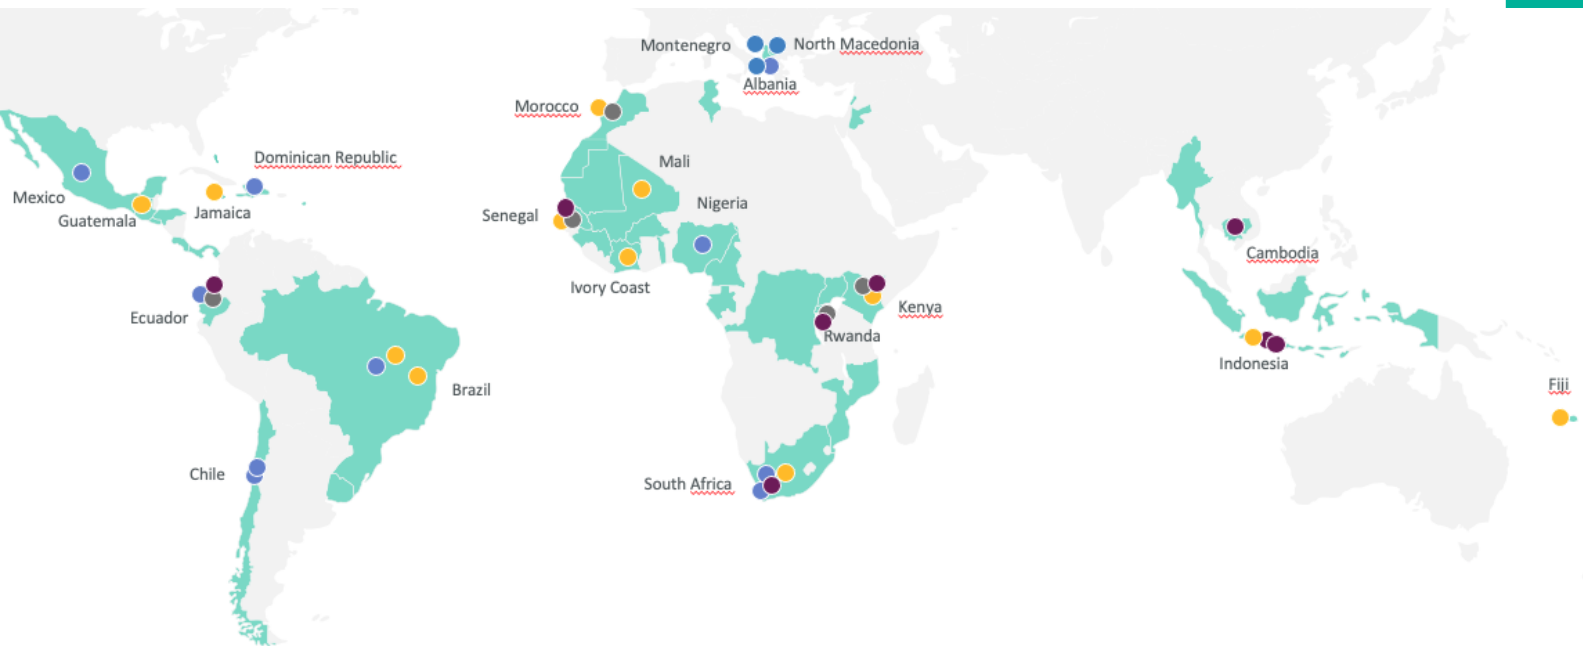 Montenegro
North Macedonia
Albania
Morocco
Dominican Republic
Mali
Mexico
Guatemala
Jamaica
Senegal
Nigeria
Cambodia
Ivory Coast
Ecuador
Kenya
Rwanda
Indonesia
Brazil
Fiji
Chile
South Africa